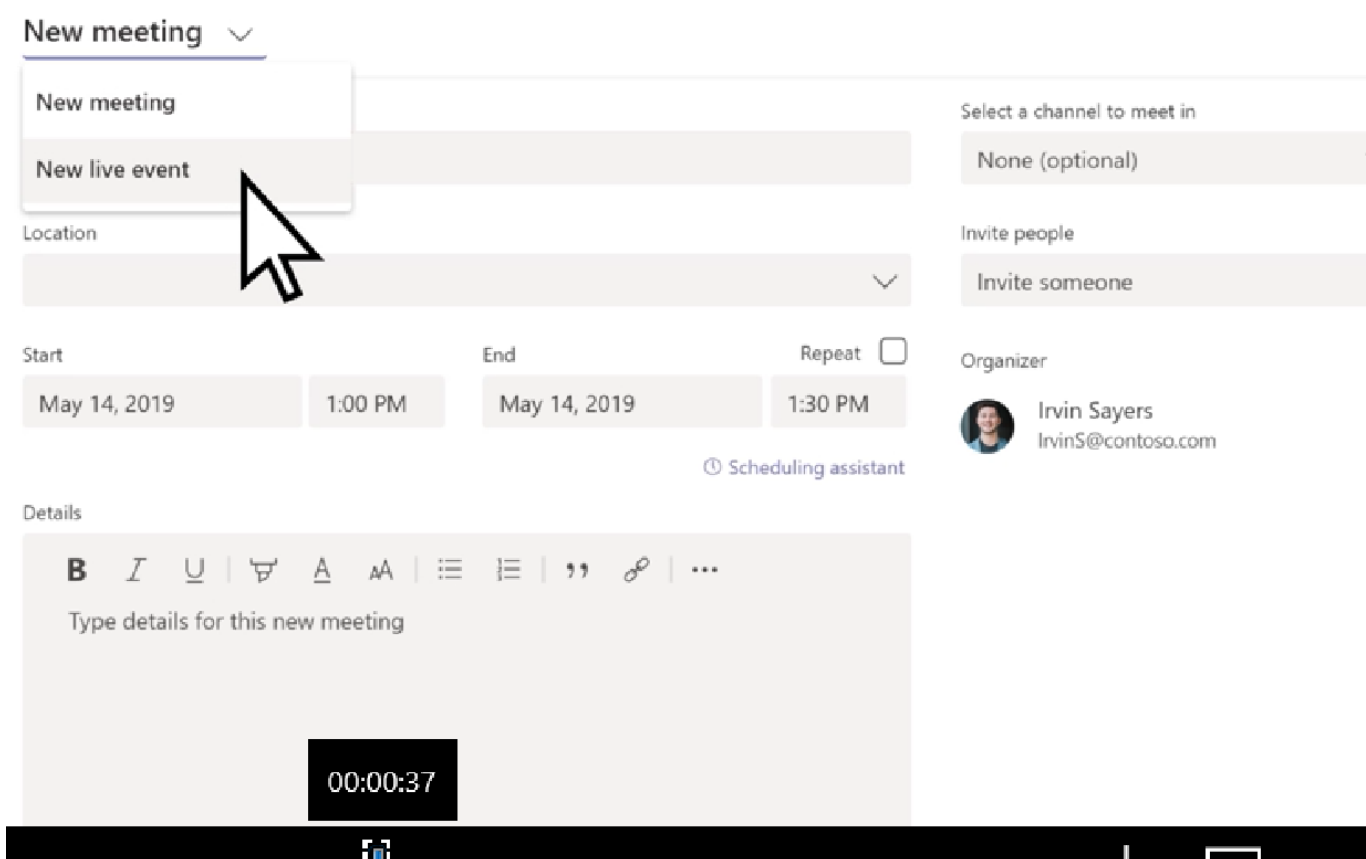 New meeting
New meeting
New live event
Select a channel to meet in
None (optional)
Location
Invite people
Invite someone
Start
End
Repeat
May 14, 2019
1:00 PM
May 14, 2019
1:30 PM
Organizer
Irvin Sayers
IrvinS@contoso.com
Scheduling assistant
Details
B I U A AA
Type details for this new meeting
00:00:37